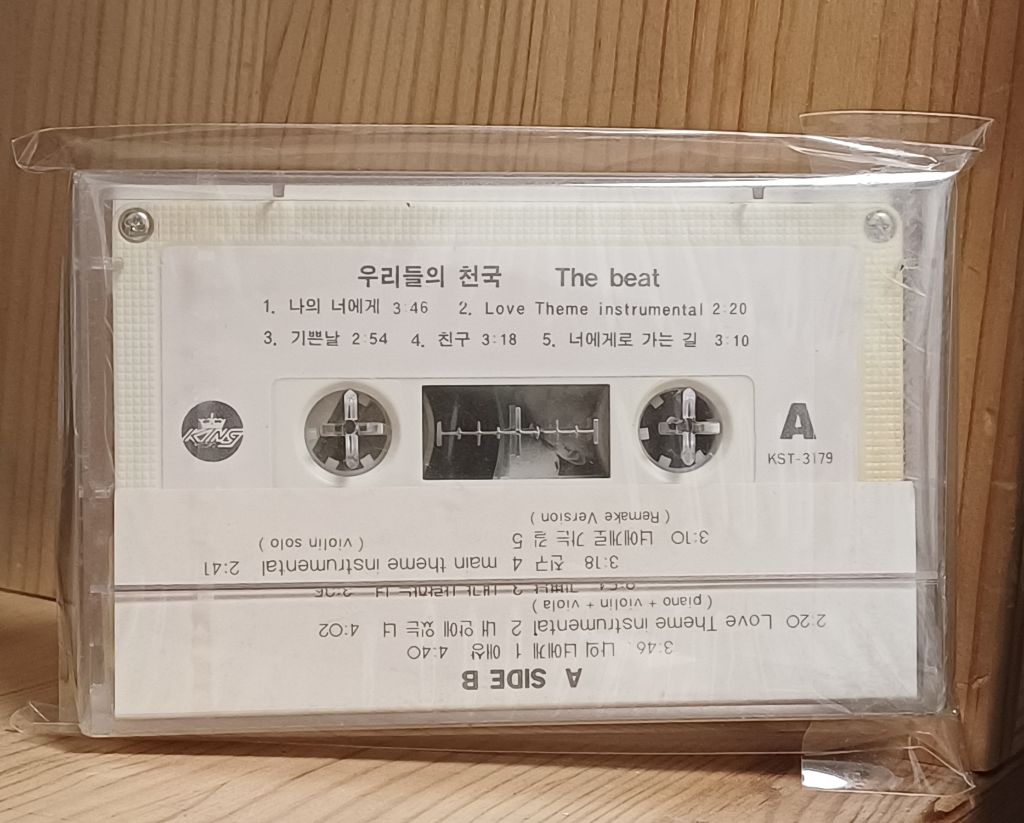 우리들의 천국 The beat
1. 나의 너에게 3:46 2. Love Theme instrumental 2:20
3. 기쁜날 2:54 4. 친구 3:18 5. 너에게로 가는 길 3:10
KING
A
KST-3179
A SIDE B
3:46 나의 너에게 1 예상 4:40
2:20 Love Theme instrumental 2 내 안에 있는 너 4:02
( piano + violin + viola )
3:18 친구 4 main theme instrumental 2:41
( violin solo )
3:10 너에게로 가는 길 5
( Remake Version )